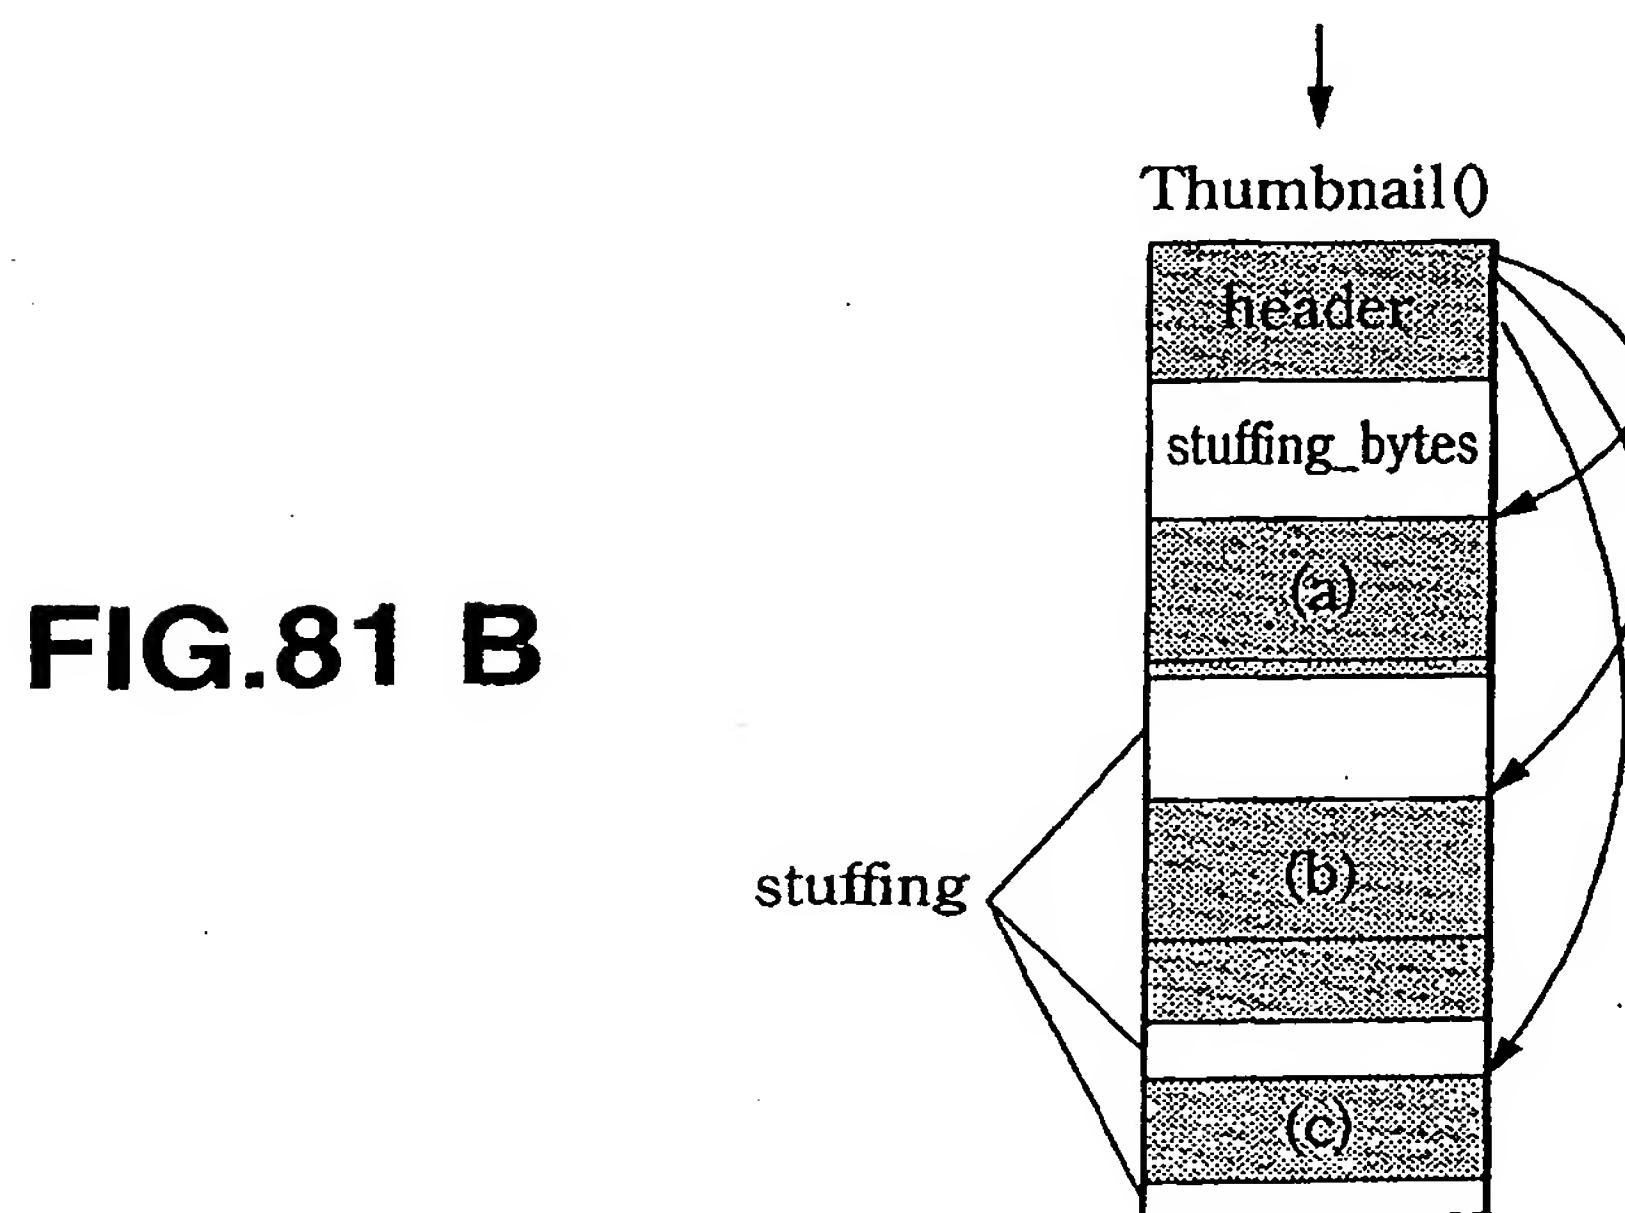 Thumbnail()
header
stuffing_bytes
(a)
FIG.81 B
stuffing
(b)
(c)